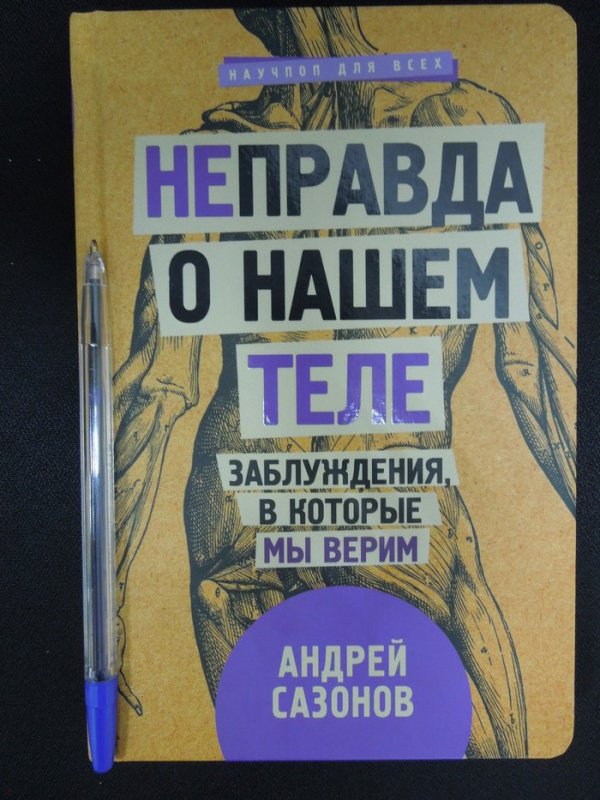 НАУЧПОП ДЛЯ ВСЕХ
НЕПРАВДА
О НАШЕМ
ТЕЛЕ
ЗАБЛУЖДЕНИЯ,
В КОТОРЫЕ
МЫ ВЕРИМ
АНДРЕЙ
САЗОНОВ